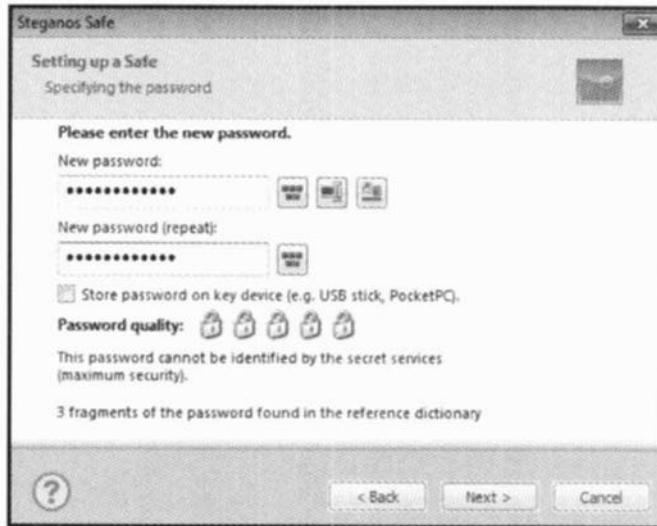 Steganos Safe
Setting up a Safe
Specifying the password
Please enter the new password.
New password:
••••••••••••
New password (repeat):
••••••••••••
Store password on key device (e.g. USB stick, PocketPC).
Password quality:
This password cannot be identified by the secret services
(maximum security).
3 fragments of the password found in the reference dictionary
?
< Back Next > Cancel